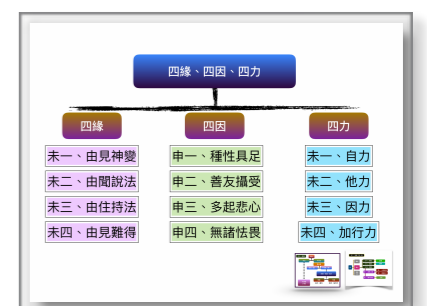 四緣、四因、四力
四緣
四因
四力
未一、由見神變
申一、種性具足
未一、自力
未二、由聞說法
申二、善友攝受
未二、他力
未三、由住持法
申三、多起悲心
未三、因力
未四、由見難得
申四、無諸怯畏
未四、加行力